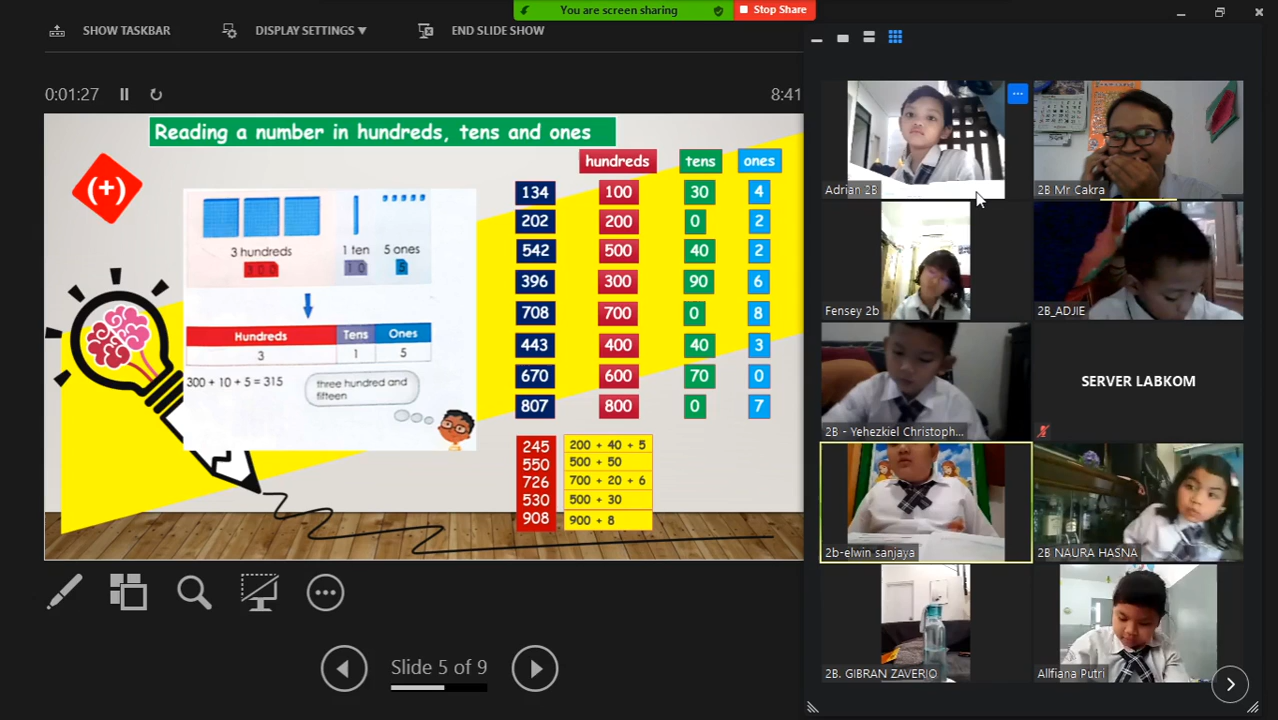 You are screen sharing
Stop Share
SHOW TASKBAR
DISPLAY SETTINGS
END SLIDE SHOW
0:01:27
8:41
Reading a number in hundreds, tens and ones
(+)
3 hundreds 1 ten 5 ones
300 10 5
Hundreds Tens Ones
3 1 5
300 + 10 + 5 = 315
three hundred and
fifteen
hundreds tens ones
134 100 30 4
202 200 0 2
542 500 40 2
396 300 90 6
708 700 0 8
443 400 40 3
670 600 70 0
807 800 0 7
245 200 + 40 + 5
550 500 + 50
726 700 + 20 + 6
530 500 + 30
908 900 + 8
Slide 5 of 9
Adrian 2B
2B Mr Cakra
Fensey 2b
2B_ADJIE
2B - Yehezkiel Christoph...
SERVER LABKOM
2b-elwin sanjaya
2B NAURA HASNA
2B. GIBRAN ZAVERIO
Allfiana Putri